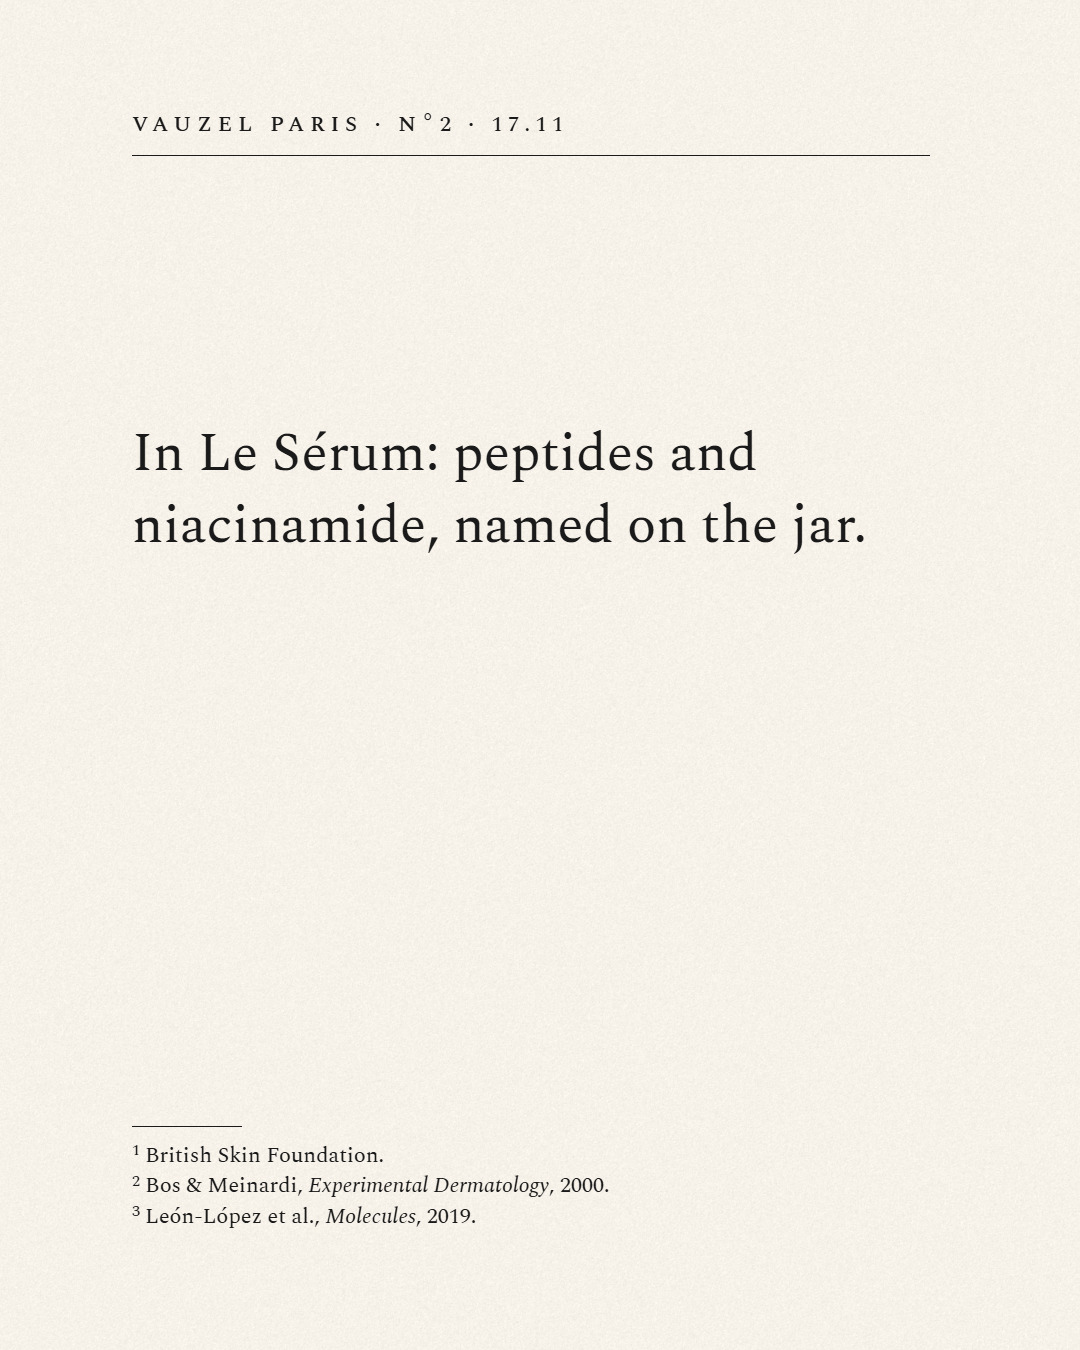 VAUZEL PARIS · N°2 · 17.11
In Le Sérum: peptides and
niacinamide, named on the jar.
¹ British Skin Foundation.
² Bos & Meinardi, Experimental Dermatology, 2000.
³ León-López et al., Molecules, 2019.